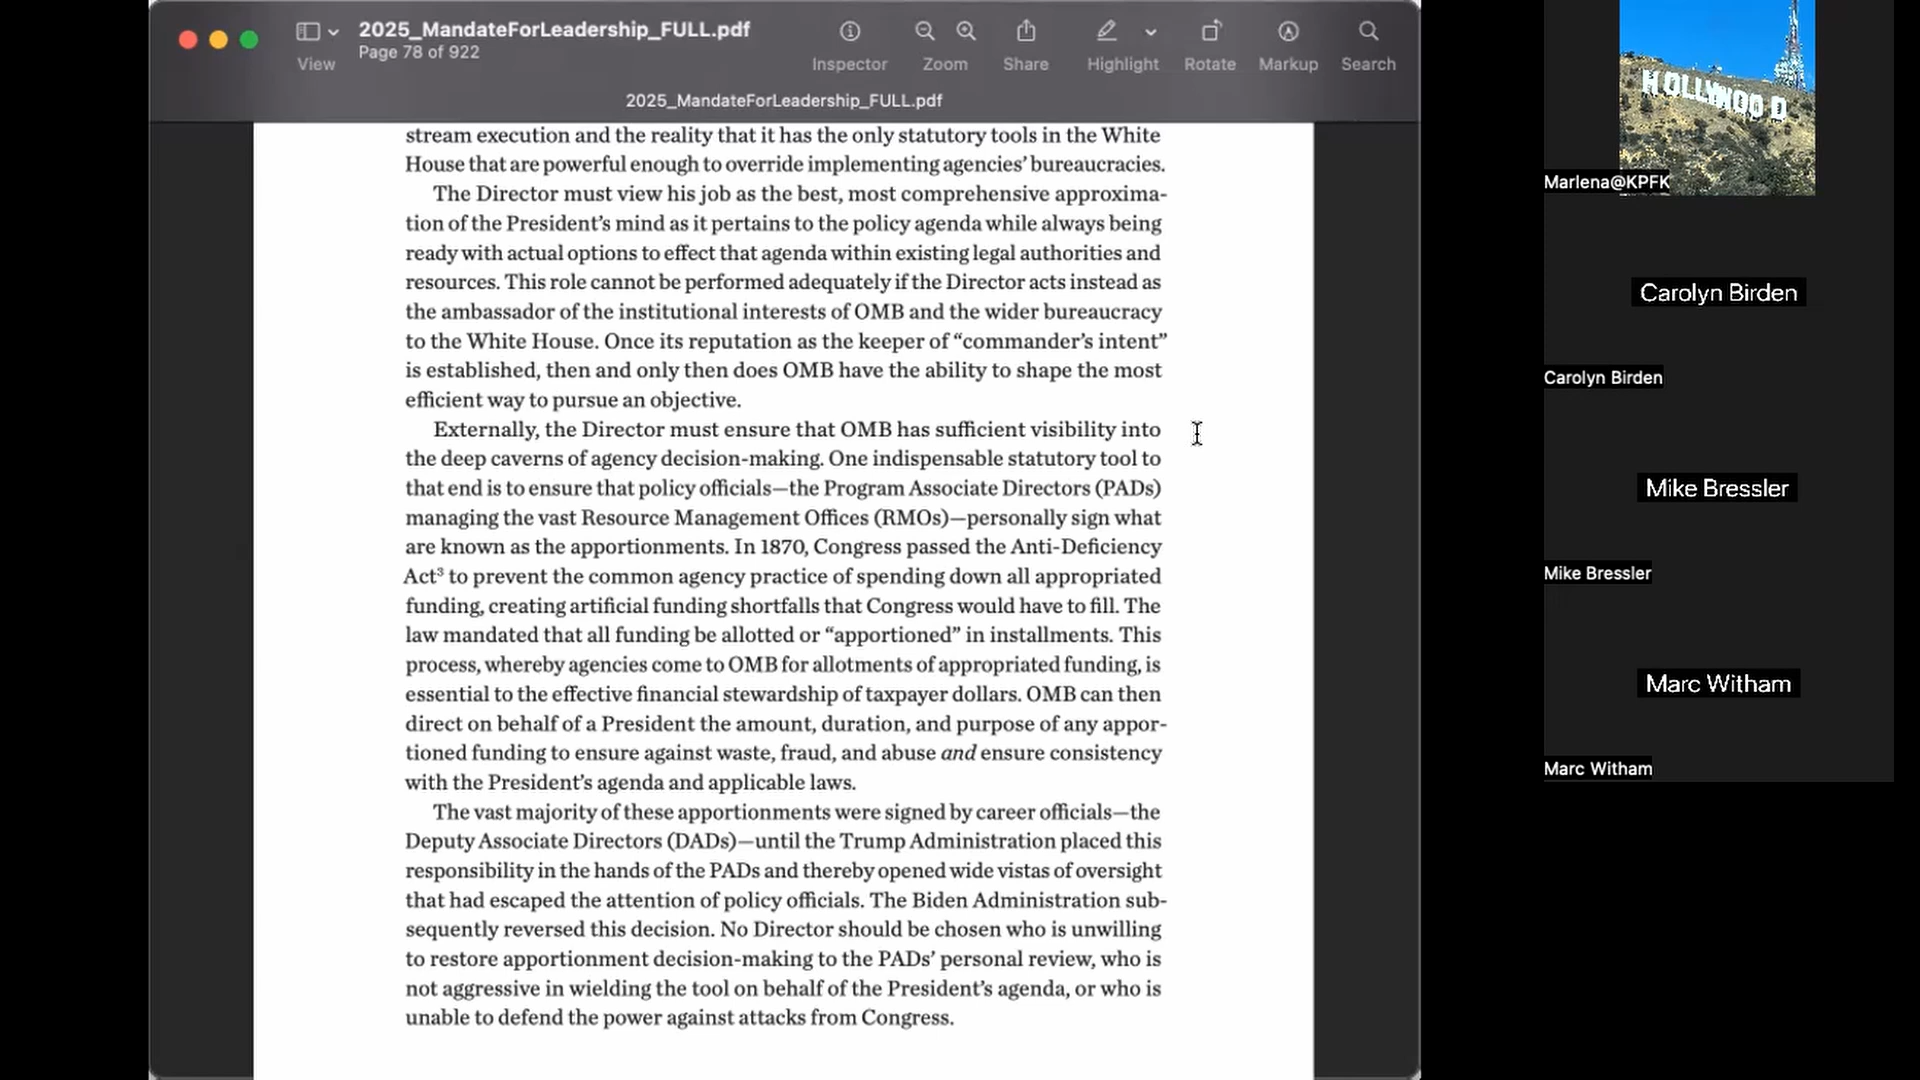 2025_MandateForLeadership_FULL.pdf
Page 78 of 922
View
Inspector
Zoom
Share
Highlight
Rotate
Markup
Search
2025_MandateForLeadership_FULL.pdf
stream execution and the reality that it has the only statutory tools in the White
House that are powerful enough to override implementing agencies’ bureaucracies.
The Director must view his job as the best, most comprehensive approxima-
tion of the President’s mind as it pertains to the policy agenda while always being
ready with actual options to effect that agenda within existing legal authorities and
resources. This role cannot be performed adequately if the Director acts instead as
the ambassador of the institutional interests of OMB and the wider bureaucracy
to the White House. Once its reputation as the keeper of “commander’s intent”
is established, then and only then does OMB have the ability to shape the most
efficient way to pursue an objective.
Externally, the Director must ensure that OMB has sufficient visibility into
the deep caverns of agency decision-making. One indispensable statutory tool to
that end is to ensure that policy officials—the Program Associate Directors (PADs)
managing the vast Resource Management Offices (RMOs)—personally sign what
are known as the apportionments. In 1870, Congress passed the Anti-Deficiency
Act³ to prevent the common agency practice of spending down all appropriated
funding, creating artificial funding shortfalls that Congress would have to fill. The
law mandated that all funding be allotted or “apportioned” in installments. This
process, whereby agencies come to OMB for allotments of appropriated funding, is
essential to the effective financial stewardship of taxpayer dollars. OMB can then
direct on behalf of a President the amount, duration, and purpose of any appor-
tioned funding to ensure against waste, fraud, and abuse and ensure consistency
with the President’s agenda and applicable laws.
The vast majority of these apportionments were signed by career officials—the
Deputy Associate Directors (DADs)—until the Trump Administration placed this
responsibility in the hands of the PADs and thereby opened wide vistas of oversight
that had escaped the attention of policy officials. The Biden Administration sub-
sequently reversed this decision. No Director should be chosen who is unwilling
to restore apportionment decision-making to the PADs’ personal review, who is
not aggressive in wielding the tool on behalf of the President’s agenda, or who is
unable to defend the power against attacks from Congress.
HOLLYWOOD
Marlena@KPFK
Carolyn Birden
Carolyn Birden
Mike Bressler
Mike Bressler
Marc Witham
Marc Witham